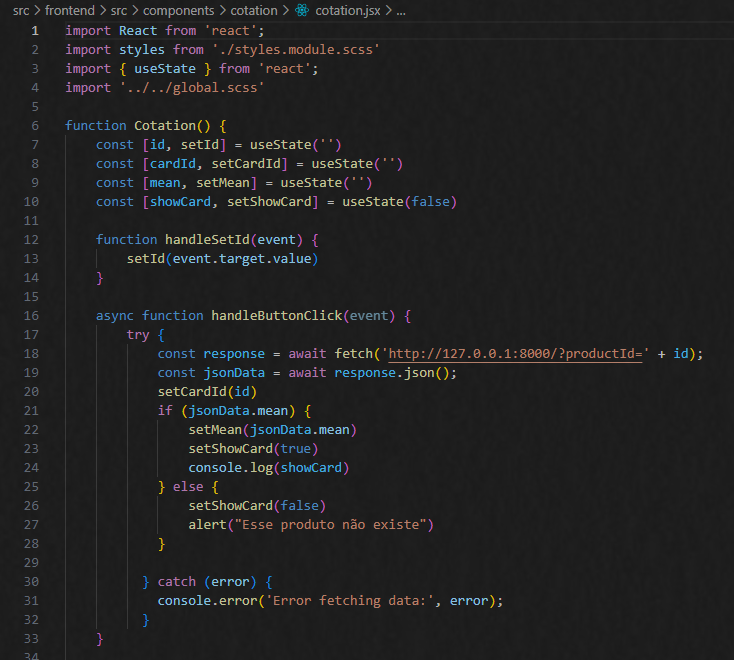 src > frontend > src > components > cotation > cotation.jsx > ...
1 import React from 'react';
2 import styles from './styles.module.scss'
3 import { useState } from 'react';
4 import '../../global.scss'
5
6 function Cotation() {
7     const [id, setId] = useState('')
8     const [cardId, setCardId] = useState('')
9     const [mean, setMean] = useState('')
10     const [showCard, setShowCard] = useState(false)
11
12     function handleSetId(event) {
13         setId(event.target.value)
14     }
15
16     async function handleButtonClick(event) {
17         try {
18             const response = await fetch('http://127.0.0.1:8000/?productId=' + id);
19             const jsonData = await response.json();
20             setCardId(id)
21             if (jsonData.mean) {
22                 setMean(jsonData.mean)
23                 setShowCard(true)
24                 console.log(showCard)
25             } else {
26                 setShowCard(false)
27                 alert("Esse produto não existe")
28             }
29
30           } catch (error) {
31             console.error('Error fetching data:', error);
32           }
33     }
34